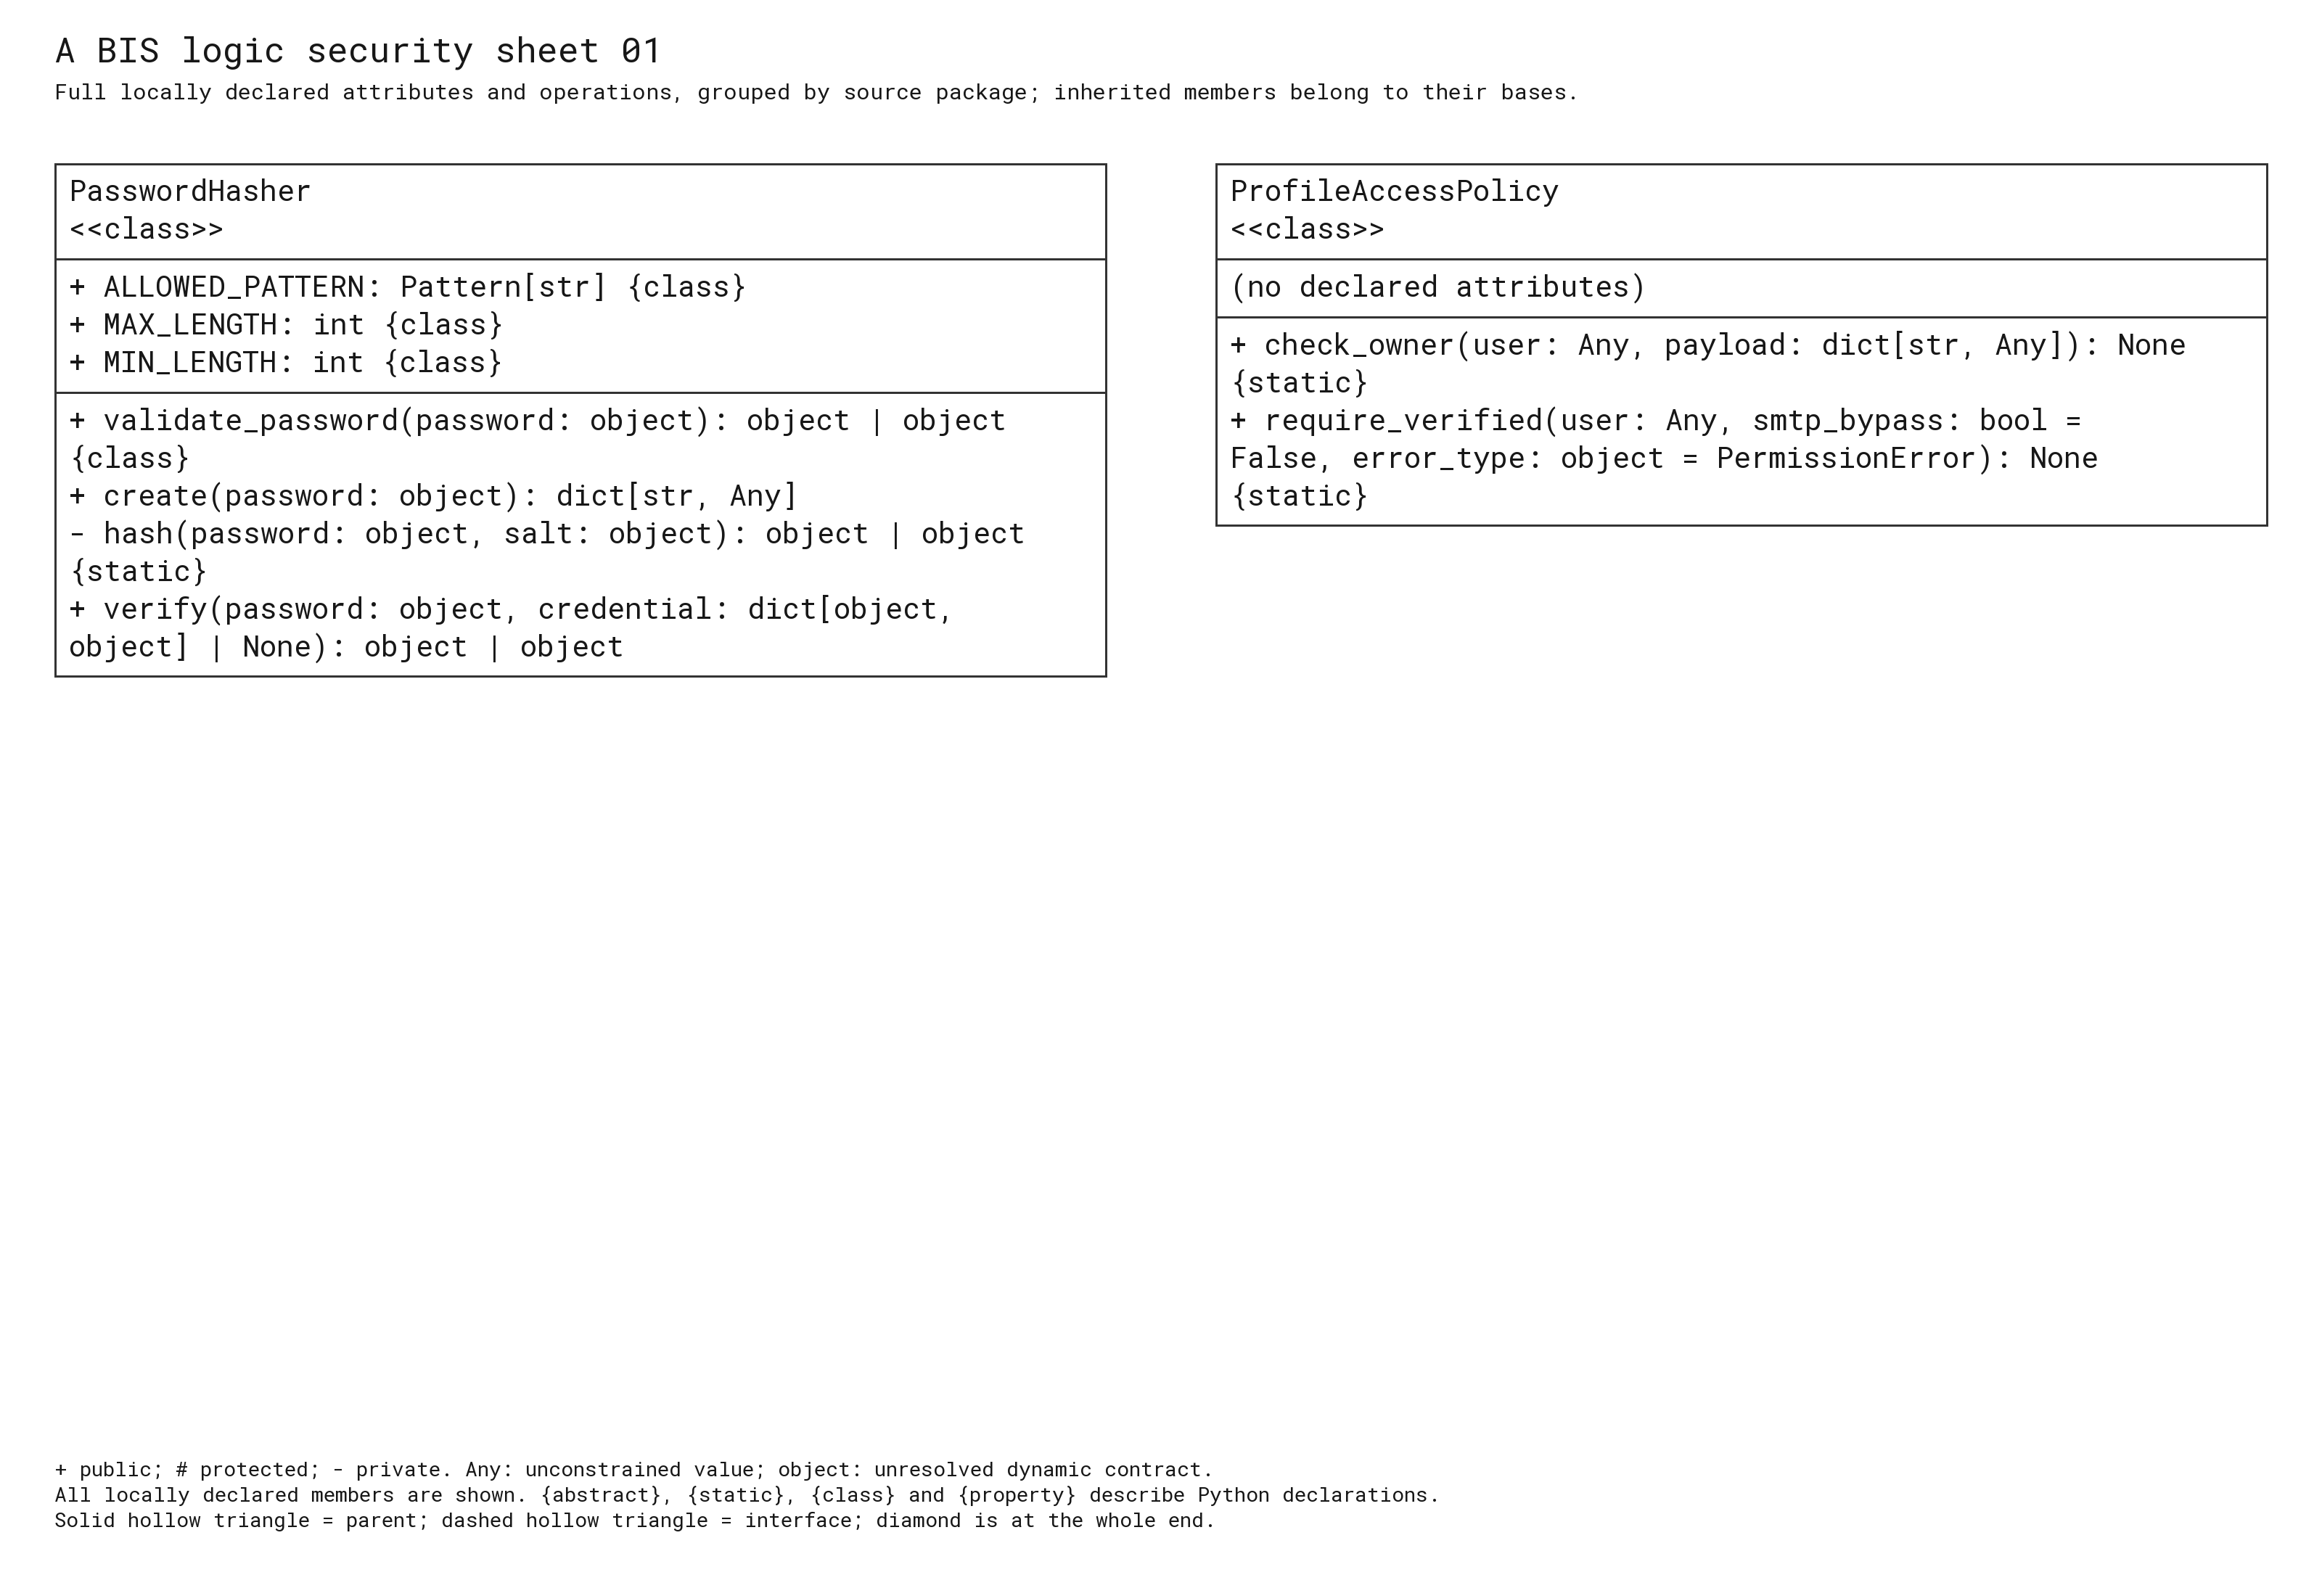 A BIS logic security sheet 01
Full locally declared attributes and operations, grouped by source package; inherited members belong to their bases.
PasswordHasher
<<class>>
+ ALLOWED_PATTERN: Pattern[str] {class}
+ MAX_LENGTH: int {class}
+ MIN_LENGTH: int {class}
+ validate_password(password: object): object | object
{class}
+ create(password: object): dict[str, Any]
- hash(password: object, salt: object): object | object
{static}
+ verify(password: object, credential: dict[object,
object] | None): object | object
ProfileAccessPolicy
<<class>>
(no declared attributes)
+ check_owner(user: Any, payload: dict[str, Any]): None
{static}
+ require_verified(user: Any, smtp_bypass: bool =
False, error_type: object = PermissionError): None
{static}
+ public; # protected; - private. Any: unconstrained value; object: unresolved dynamic contract.
All locally declared members are shown. {abstract}, {static}, {class} and {property} describe Python declarations.
Solid hollow triangle = parent; dashed hollow triangle = interface; diamond is at the whole end.